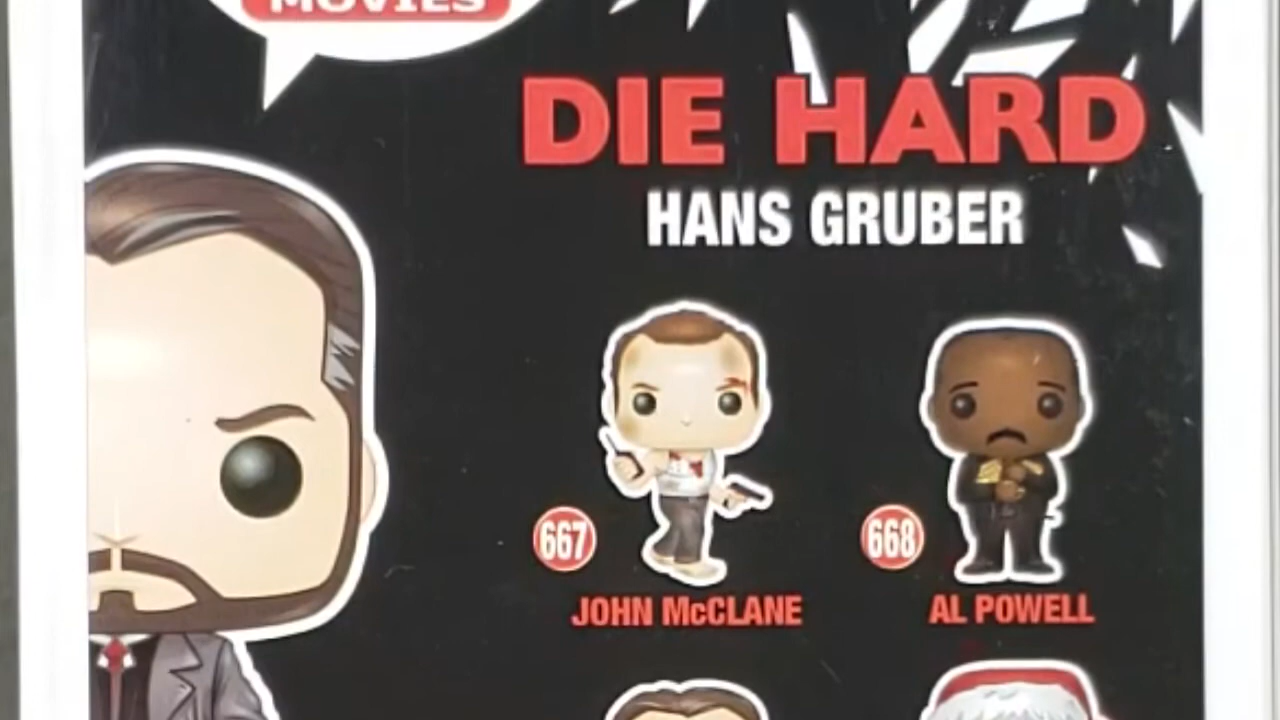 MOVIES
DIE HARD
HANS GRUBER
667
668
JOHN McCLANE
AL POWELL